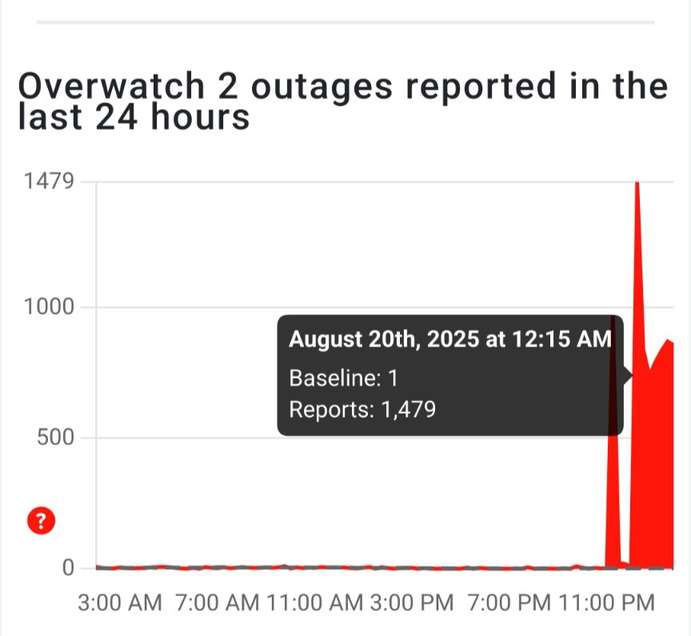 Overwatch 2 outages reported in the
last 24 hours
1479
1000
August 20th, 2025 at 12:15 AM
Baseline: 1
Reports: 1,479
500
?
0
3:00 AM 7:00 AM 11:00 AM 3:00 PM 7:00 PM 11:00 PM